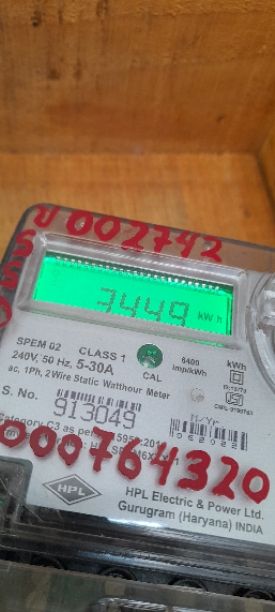 002742
3449 kWh
SPEM 02 CLASS 1
240V, 50 Hz, 5-30A
ac, 1Ph, 2Wire Static Watthour Meter
CAL
6400
imp/kWh
kWh
S. No.
913049
M/Yr
000764320
HPL
HPL Electric & Power Ltd.
Gurugram (Haryana) INDIA